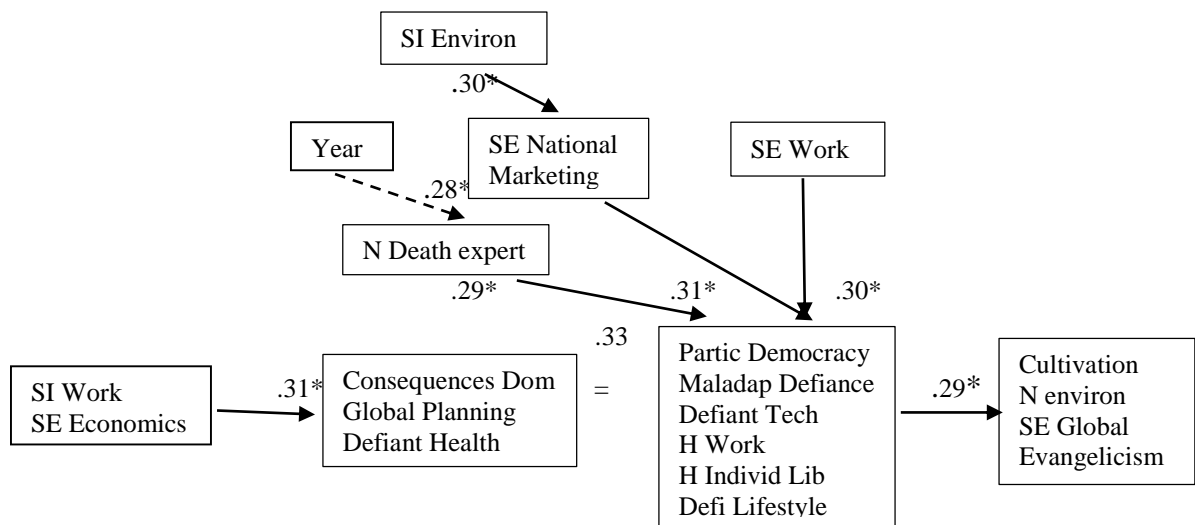 SI Environ
.30*
Year
SE National
Marketing
SE Work
.28*
N Death expert
.29*
.31*
.30*
.33
SI Work
SE Economics
.31*
Consequences Dom
Global Planning
Defiant Health
=
Partic Democracy
Maladap Defiance
Defiant Tech
H Work
H Individ Lib
Defi Lifestyle
.29*
Cultivation
N environ
SE Global
Evangelicism